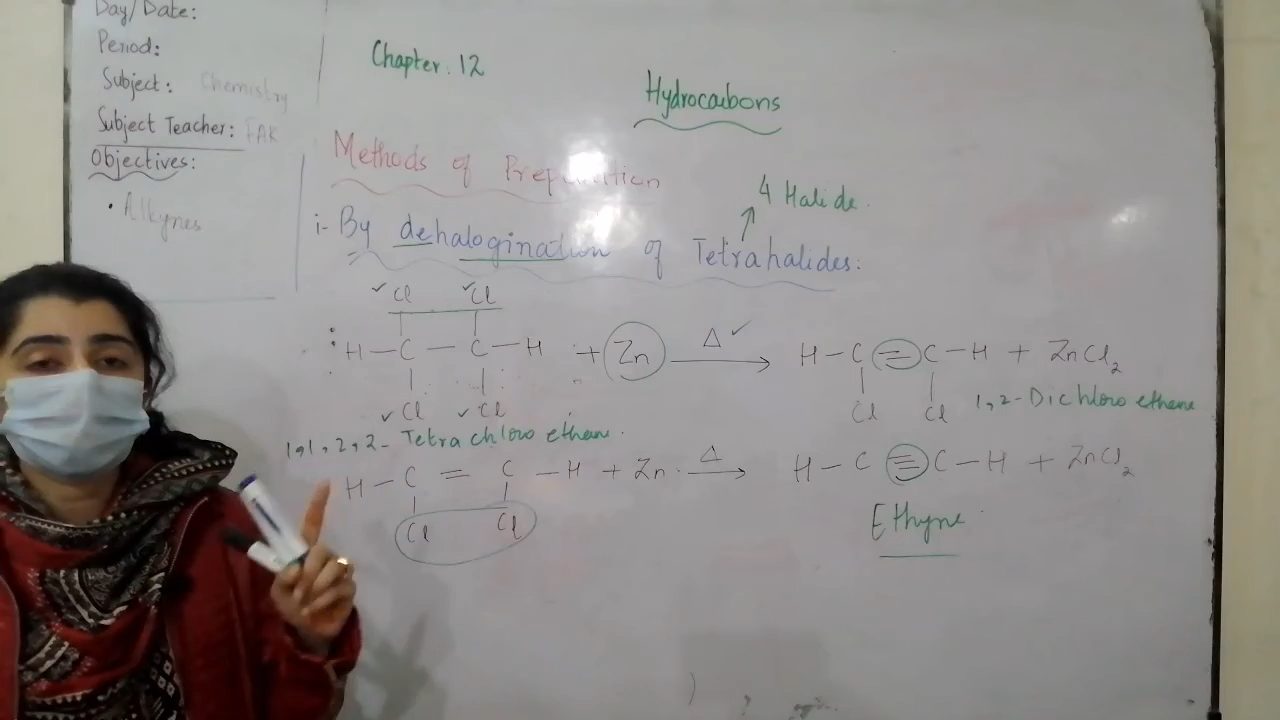 Day/Date:
Period:
Subject: Chemistry
Subject Teacher: FAR
Objectives:
• Alkynes
Chapter. 12
Hydrocarbons
Methods of Preparation
4 Halide.
i- By dehalogination of Tetrahalides:
Cl Cl
H — C — C — H + Zn Δ → H — C = C — H + ZnCl₂
Cl Cl Cl Cl 1,2-Dichloro ethene
1,1,2,2- Tetra chloro ethane.
H — C = C — H + Zn. Δ → H — C ≡ C — H + ZnCl₂
Cl Cl
Ethyne.